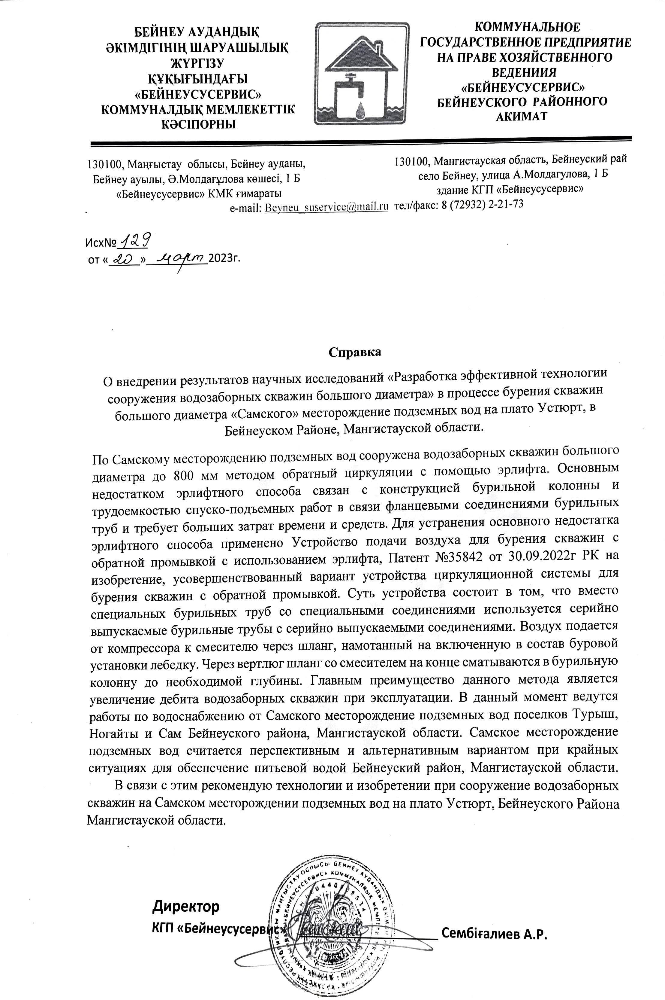 БЕЙНЕУ АУДАНДЫҚ
ӘКІМДІГІНІҢ ШАРУАШЫЛЫҚ
ЖҮРГІЗУ
ҚҰҚЫҒЫНДАҒЫ
«БЕЙНЕУСУСЕРВИС»
КОММУНАЛДЫҚ МЕМЛЕКЕТТІК
КӘСІПОРНЫ
КОММУНАЛЬНОЕ
ГОСУДАРСТВЕННОЕ ПРЕДПРИЯТИЕ
НА ПРАВЕ ХОЗЯЙСТВЕННОГО
ВЕДЕНИИЯ
«БЕЙНЕУСУСЕРВИС»
БЕЙНЕУСКОГО РАЙОННОГО
АКИМАТ
130100, Маңғыстау облысы, Бейнеу ауданы,
Бейнеу ауылы, Ә.Молдағұлова көшесі, 1 Б
«Бейнеусусервис» КМК ғимараты
130100, Мангистауская область, Бейнеуский рай
село Бейнеу, улица А.Молдагулова, 1 Б
здание КГП «Бейнеусусервис»
e-mail: Beyneu_suservice@mail.ru тел/факс: 8 (72932) 2-21-73
Исх№ 129
от « 20 » март 2023г.
Справка
О внедрении результатов научных исследований «Разработка эффективной технологии
сооружения водозаборных скважин большого диаметра» в процессе бурения скважин
большого диаметра «Самского» месторождение подземных вод на плато Устюрт, в
Бейнеуском Районе, Мангистауской области.
По Самскому месторождению подземных вод сооружена водозаборных скважин большого
диаметра до 800 мм методом обратный циркуляции с помощью эрлифта. Основным
недостатком эрлифтного способа связан с конструкцией бурильной колонны и
трудоемкостью спуско-подъемных работ в связи фланцевыми соединениями бурильных
труб и требует больших затрат времени и средств. Для устранения основного недостатка
эрлифтного способа применено Устройство подачи воздуха для бурения скважин с
обратной промывкой с использованием эрлифта, Патент №35842 от 30.09.2022г РК на
изобретение, усовершенствованный вариант устройства циркуляционной системы для
бурения скважин с обратной промывкой. Суть устройства состоит в том, что вместо
специальных бурильных труб со специальными соединениями используется серийно
выпускаемые бурильные трубы с серийно выпускаемыми соединениями. Воздух подается
от компрессора к смесителю через шланг, намотанный на включенную в состав буровой
установки лебедку. Через вертлюг шланг со смесителем на конце сматываются в бурильную
колонну до необходимой глубины. Главным преимущество данного метода является
увеличение дебита водозаборных скважин при эксплуатации. В данный момент ведутся
работы по водоснабжению от Самского месторождение подземных вод поселков Турыш,
Ногайты и Сам Бейнеуского района, Мангистауской области. Самское месторождение
подземных вод считается перспективным и альтернативным вариантом при крайных
ситуациях для обеспечение питьевой водой Бейнеуский район, Мангистауской области.
В связи с этим рекомендую технологии и изобретении при сооружение водозаборных
скважин на Самском месторождении подземных вод на плато Устюрт, Бейнеуского Района
Мангистауской области.
Директор
КГП «Бейнеусусервис» Сембіғалиев А.Р.
МАҢҒЫСТАУ ОБЛЫСЫ БЕЙНЕУ АУДАНДЫҚ
«БЕЙНЕУСУСЕРВИС» КОММУНАЛДЫҚ